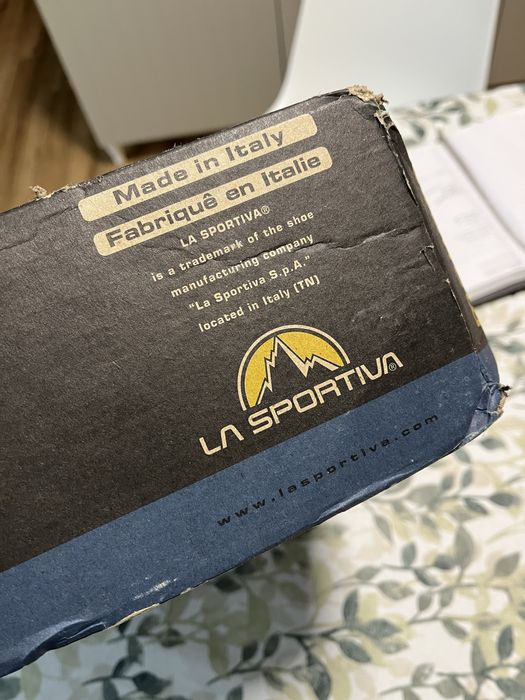 Made in Italy
Fabriquê en Italie
LA SPORTIVA®
is a trademark of the shoe
manufacturing company
"La Sportiva S.p.A."
located in Italy (TN)
LA SPORTIVA®
www.lasportiva.com